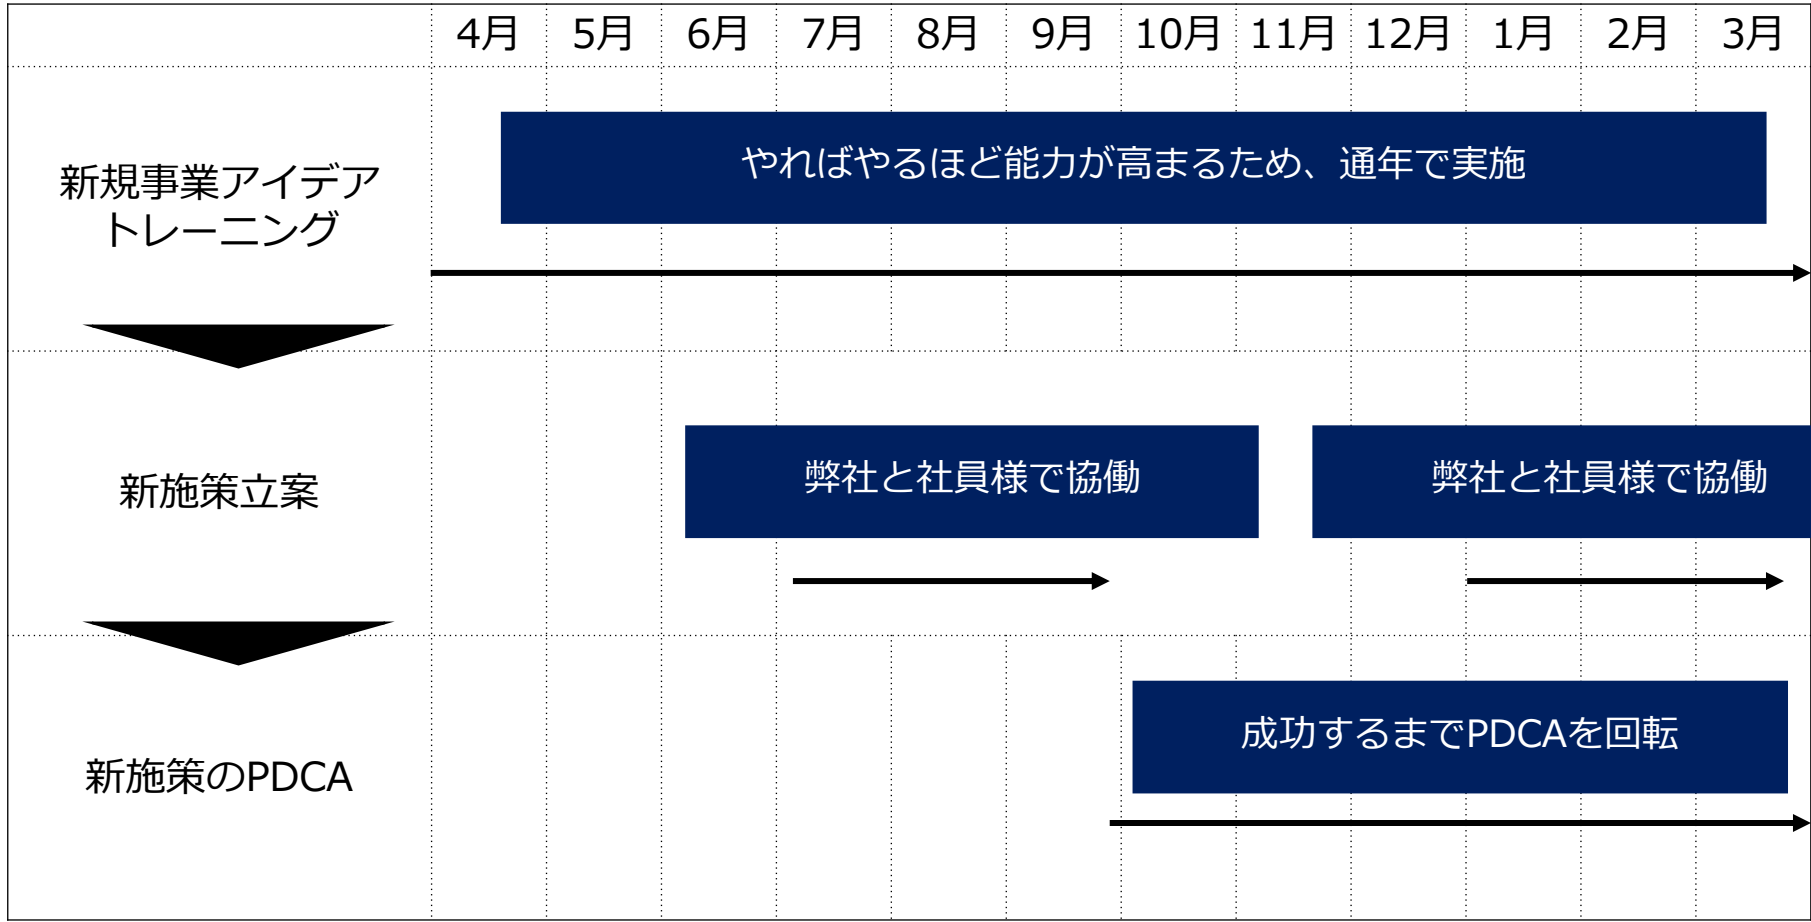 4月 5月 6月 7月 8月 9月 10月 11月 12月 1月 2月 3月
新規事業アイデア
トレーニング
やればやるほど能力が高まるため、通年で実施
新施策立案
弊社と社員様で協働
弊社と社員様で協働
新施策のPDCA
成功するまでPDCAを回転